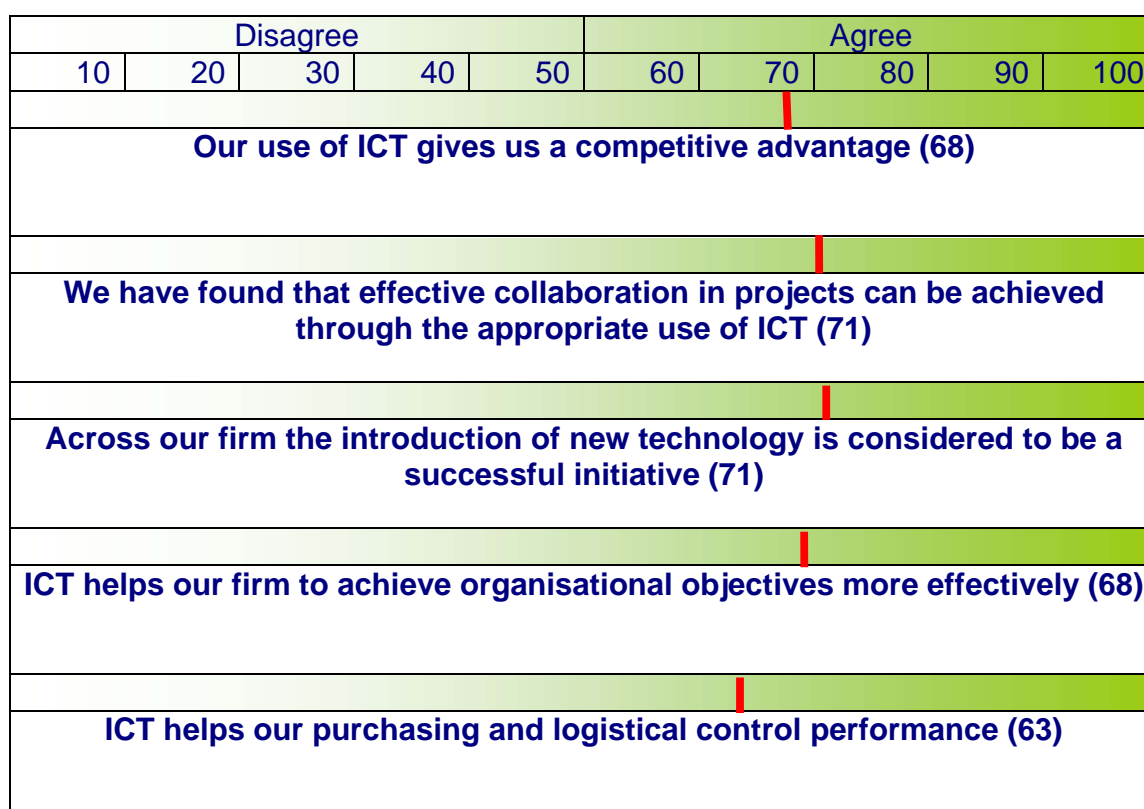 Disagree Agree
10 20 30 40 50 60 70 80 90 100
Our use of ICT gives us a competitive advantage (68)
We have found that effective collaboration in projects can be achieved
through the appropriate use of ICT (71)
Across our firm the introduction of new technology is considered to be a
successful initiative (71)
ICT helps our firm to achieve organisational objectives more effectively (68)
ICT helps our purchasing and logistical control performance (63)